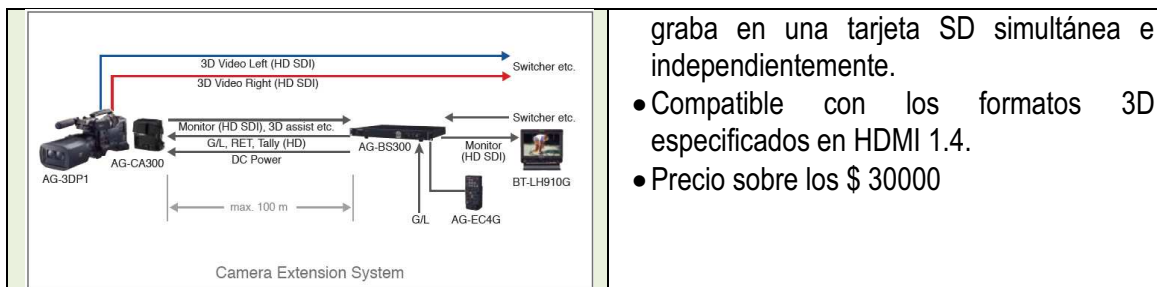 3D Video Left (HD SDI)
3D Video Right (HD SDI)
Switcher etc.
Switcher etc.
Monitor (HD SDI), 3D assist etc.
G/L, RET, Tally (HD)
DC Power
Monitor
(HD SDI)
AG-3DP1
AG-CA300
AG-BS300
BT-LH910G
max. 100 m
G/L
AG-EC4G
Camera Extension System
graba en una tarjeta SD simultánea e
independientemente.
• Compatible con los formatos 3D
especificados en HDMI 1.4.
• Precio sobre los $ 30000